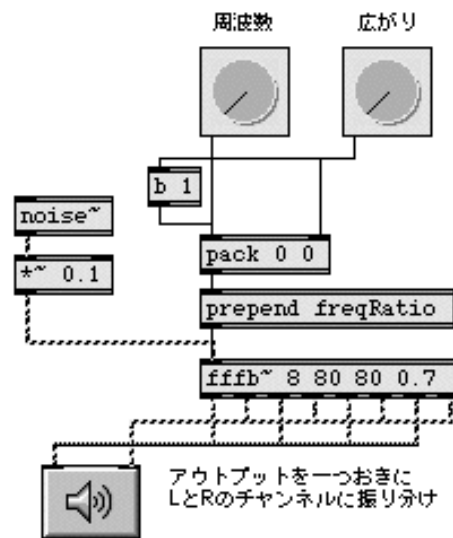 周波数
広がり
b 1
noise~
pack 0 0
*~ 0.1
prepend freqRatio
fffb~ 8 80 80 0.7
アウトプットを一つおきに
LとRのチャンネルに振り分け